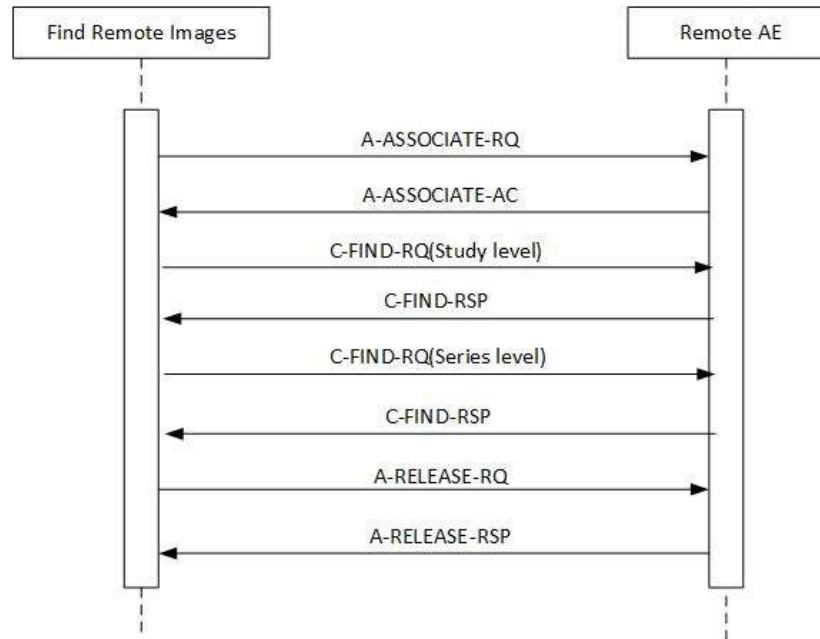 Find Remote Images
Remote AE
A-ASSOCIATE-RQ
A-ASSOCIATE-AC
C-FIND-RQ(Study level)
C-FIND-RSP
C-FIND-RQ(Series level)
C-FIND-RSP
A-RELEASE-RQ
A-RELEASE-RSP